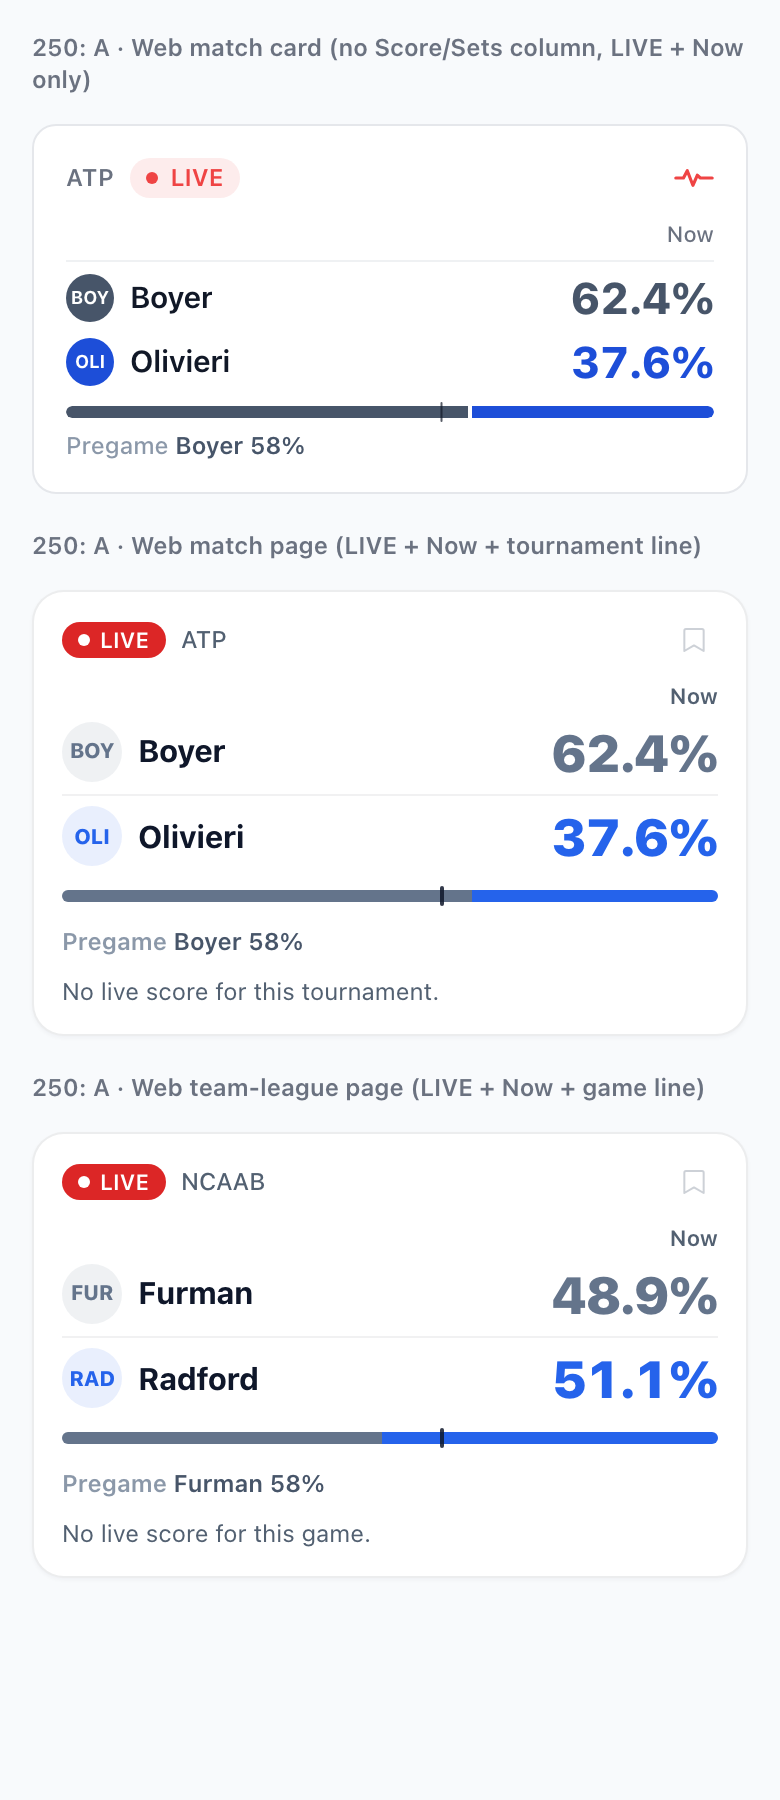 250: A · Web match card (no Score/Sets column, LIVE + Now
only)
ATP LIVE
Now
BOY Boyer 62.4%
OLI Olivieri 37.6%
Pregame Boyer 58%
250: A · Web match page (LIVE + Now + tournament line)
LIVE ATP
Now
BOY Boyer 62.4%
OLI Olivieri 37.6%
Pregame Boyer 58%
No live score for this tournament.
250: A · Web team-league page (LIVE + Now + game line)
LIVE NCAAB
Now
FUR Furman 48.9%
RAD Radford 51.1%
Pregame Furman 58%
No live score for this game.